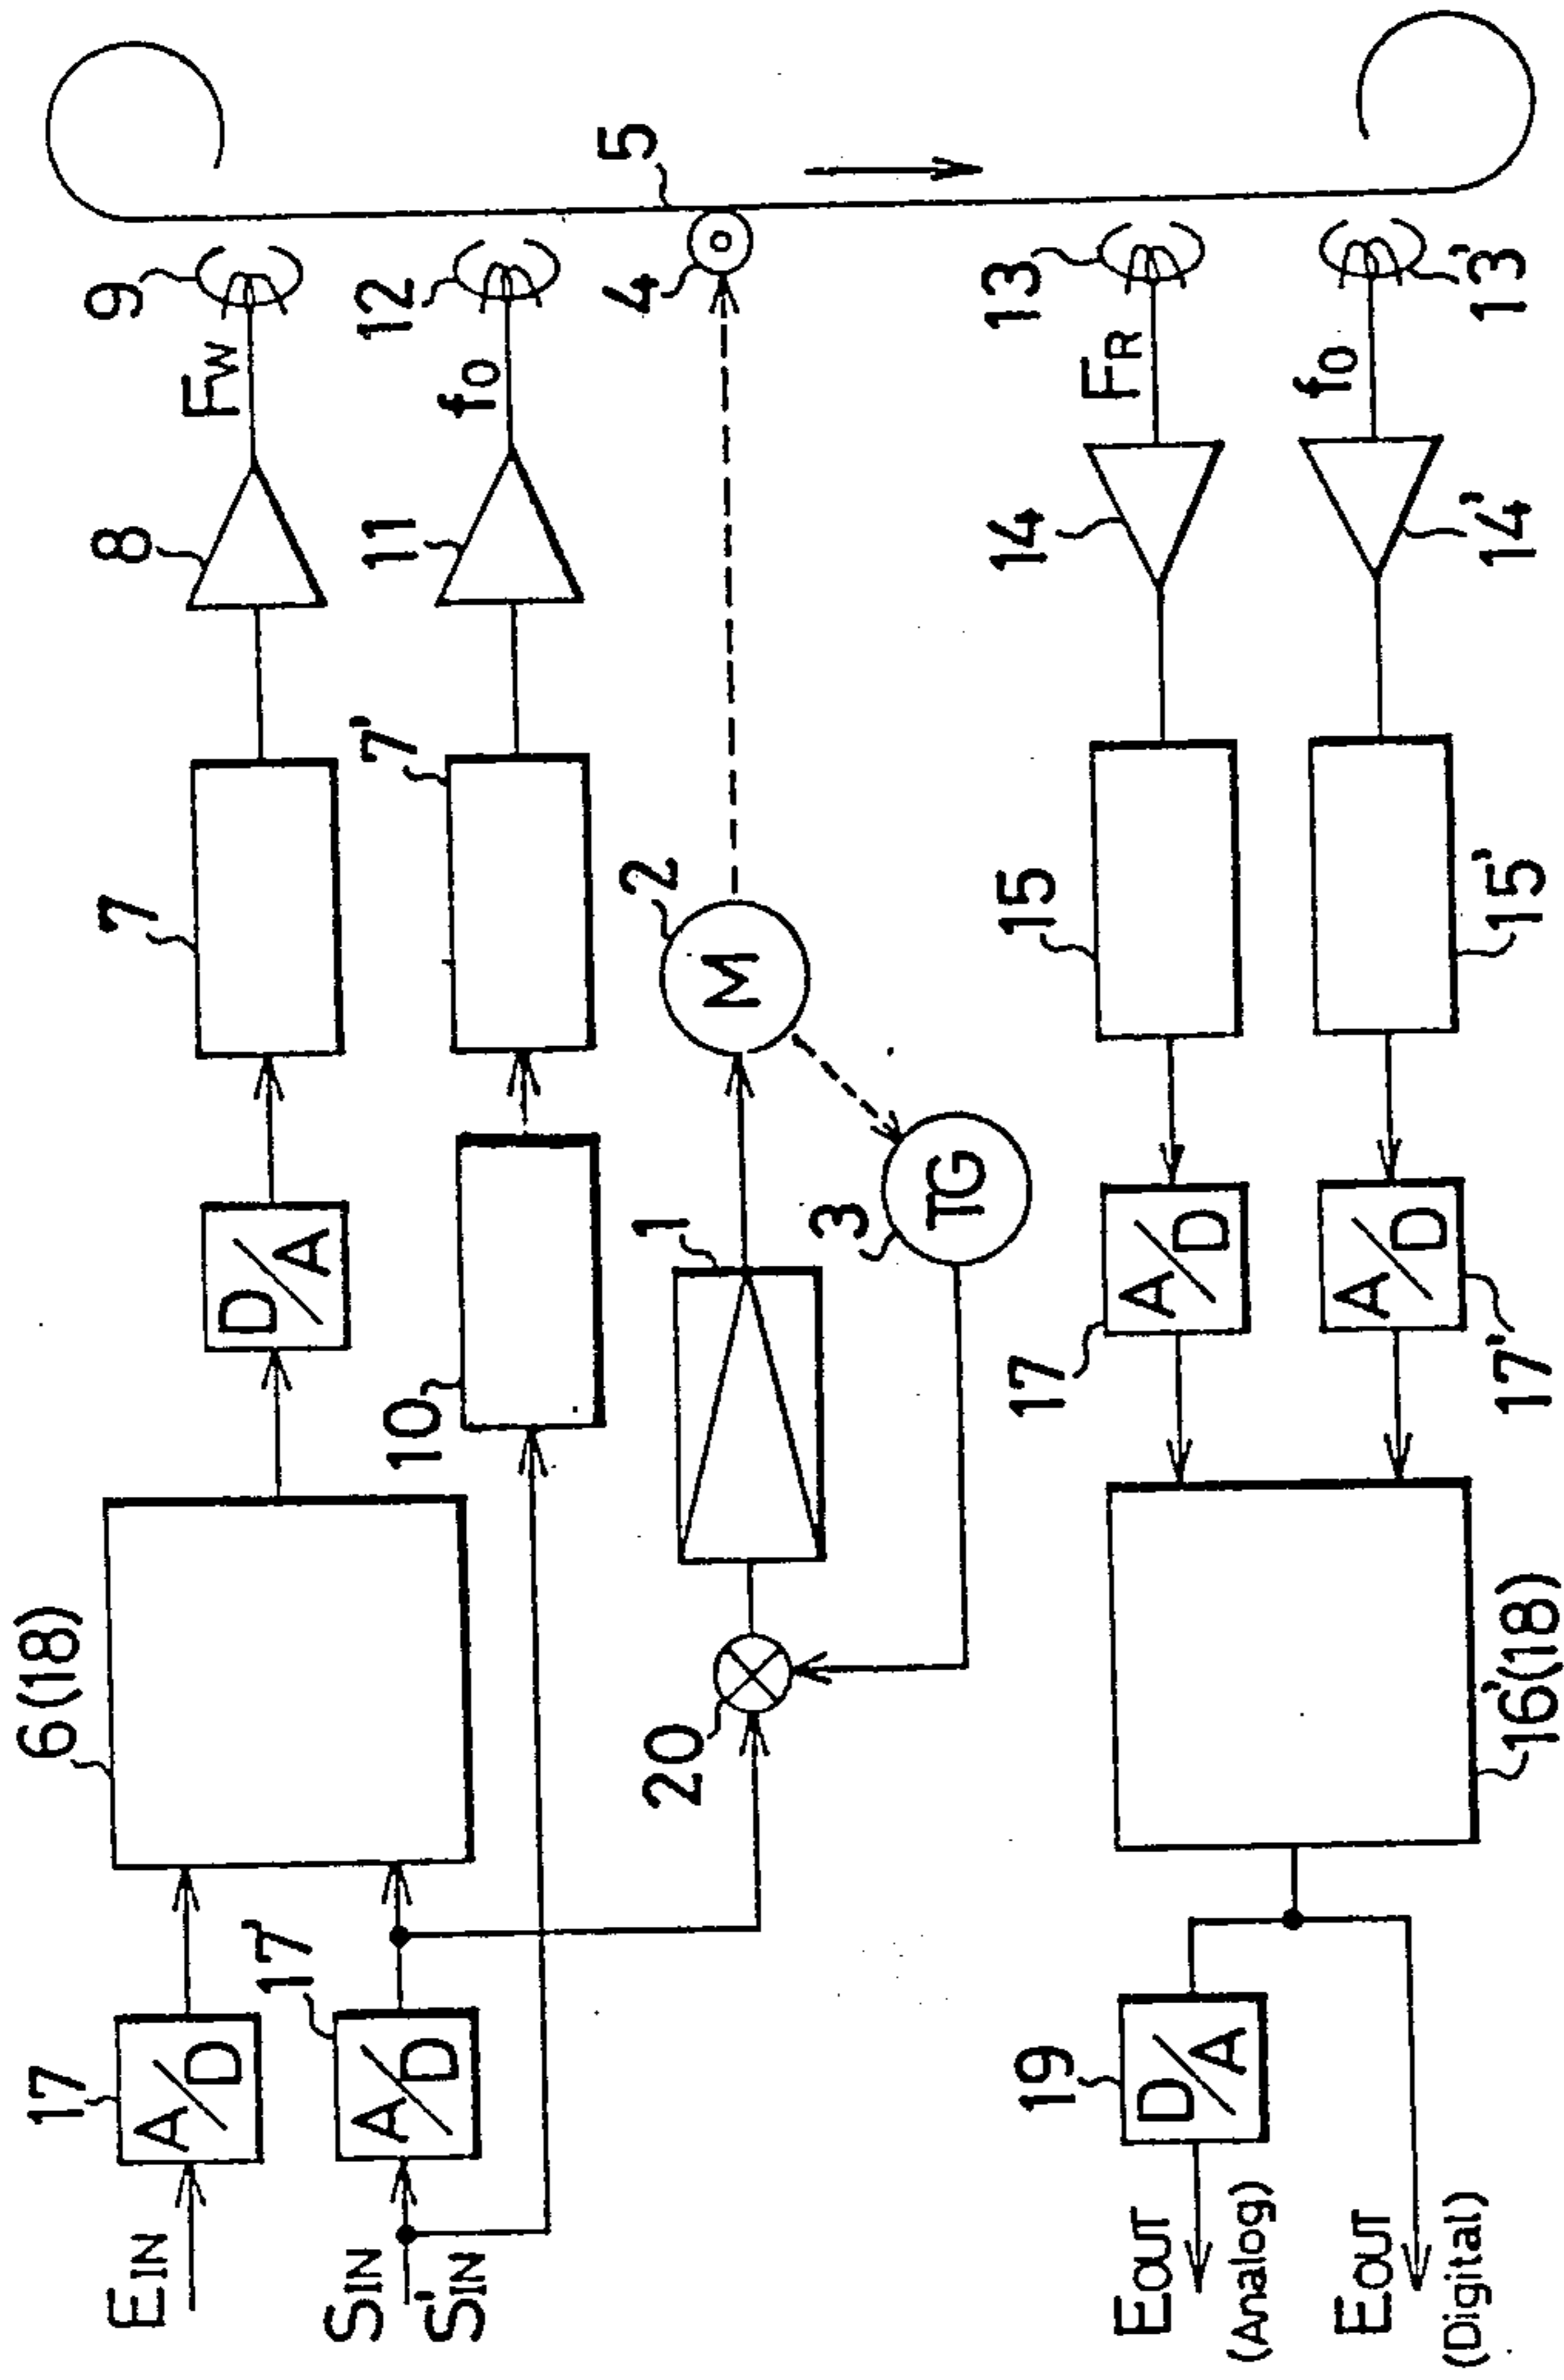 EIN
17
A/D
6(18)
D/A
7
8
FW
9
SIN
S'IN
17'
A/D
10
7'
11
fo
12
20
1
M
2
TG
3
4
5
EOUT
(Analog)
19
D/A
EOUT
(Digital)
16'(18)
17
A/D
15
14
FR
13
17'
A/D
15'
14'
fo
13'